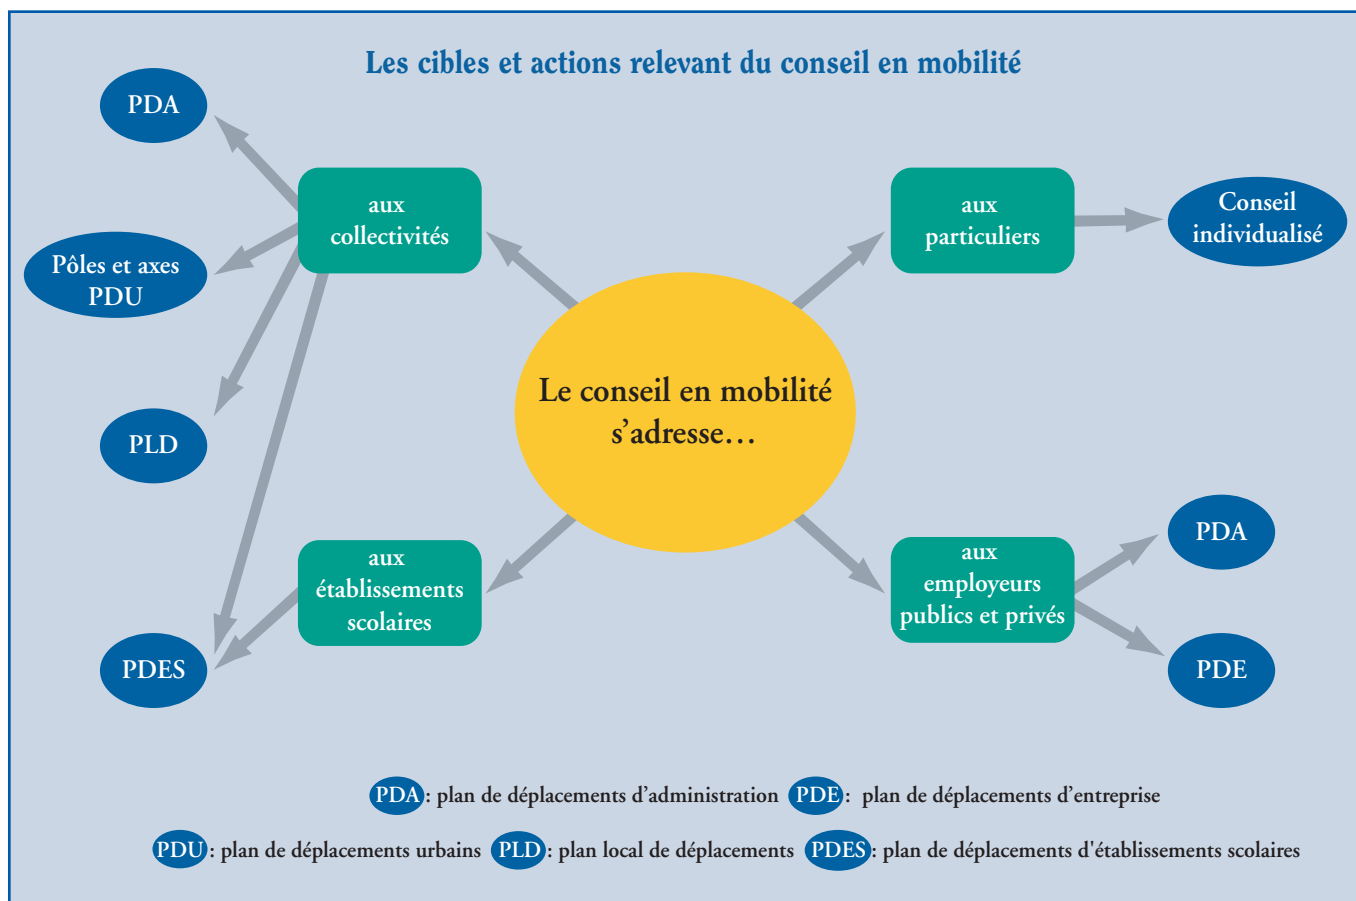 Les cibles et actions relevant du conseil en mobilité
PDA
aux
collectivités
aux
particuliers
Conseil
individualisé
Pôles et axes
PDU
Le conseil en mobilité
s’adresse…
PLD
aux
établissements
scolaires
aux
employeurs
publics et privés
PDA
PDES
PDE
PDA : plan de déplacements d’administration PDE : plan de déplacements d’entreprise
PDU : plan de déplacements urbains PLD : plan local de déplacements PDES : plan de déplacements d'établissements scolaires